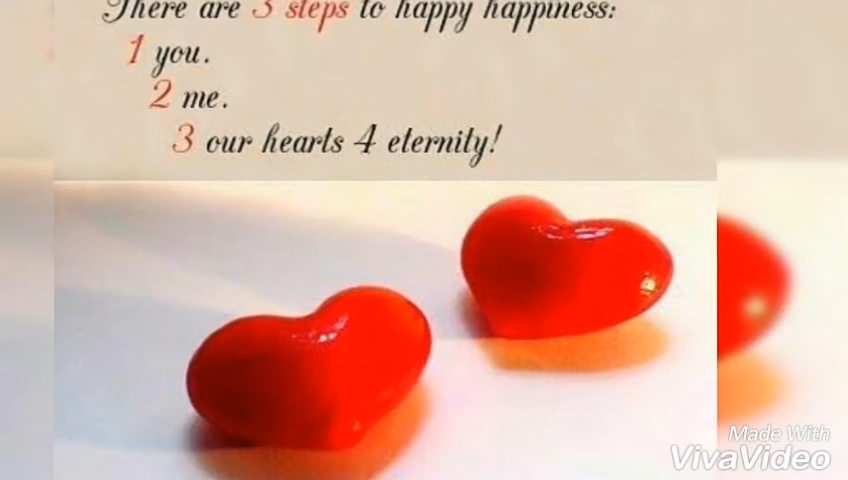 There are 3 steps to happy happiness:
1 you.
2 me.
3 our hearts 4 eternity!
Made With
VivaVideo